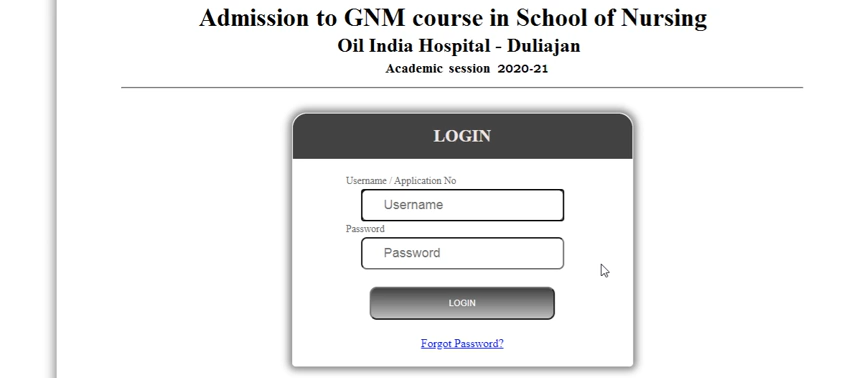 Admission to GNM course in School of Nursing
Oil India Hospital - Duliajan
Academic session 2020-21
LOGIN
Username / Application No
Username
Password
Password
LOGIN
Forgot Password?